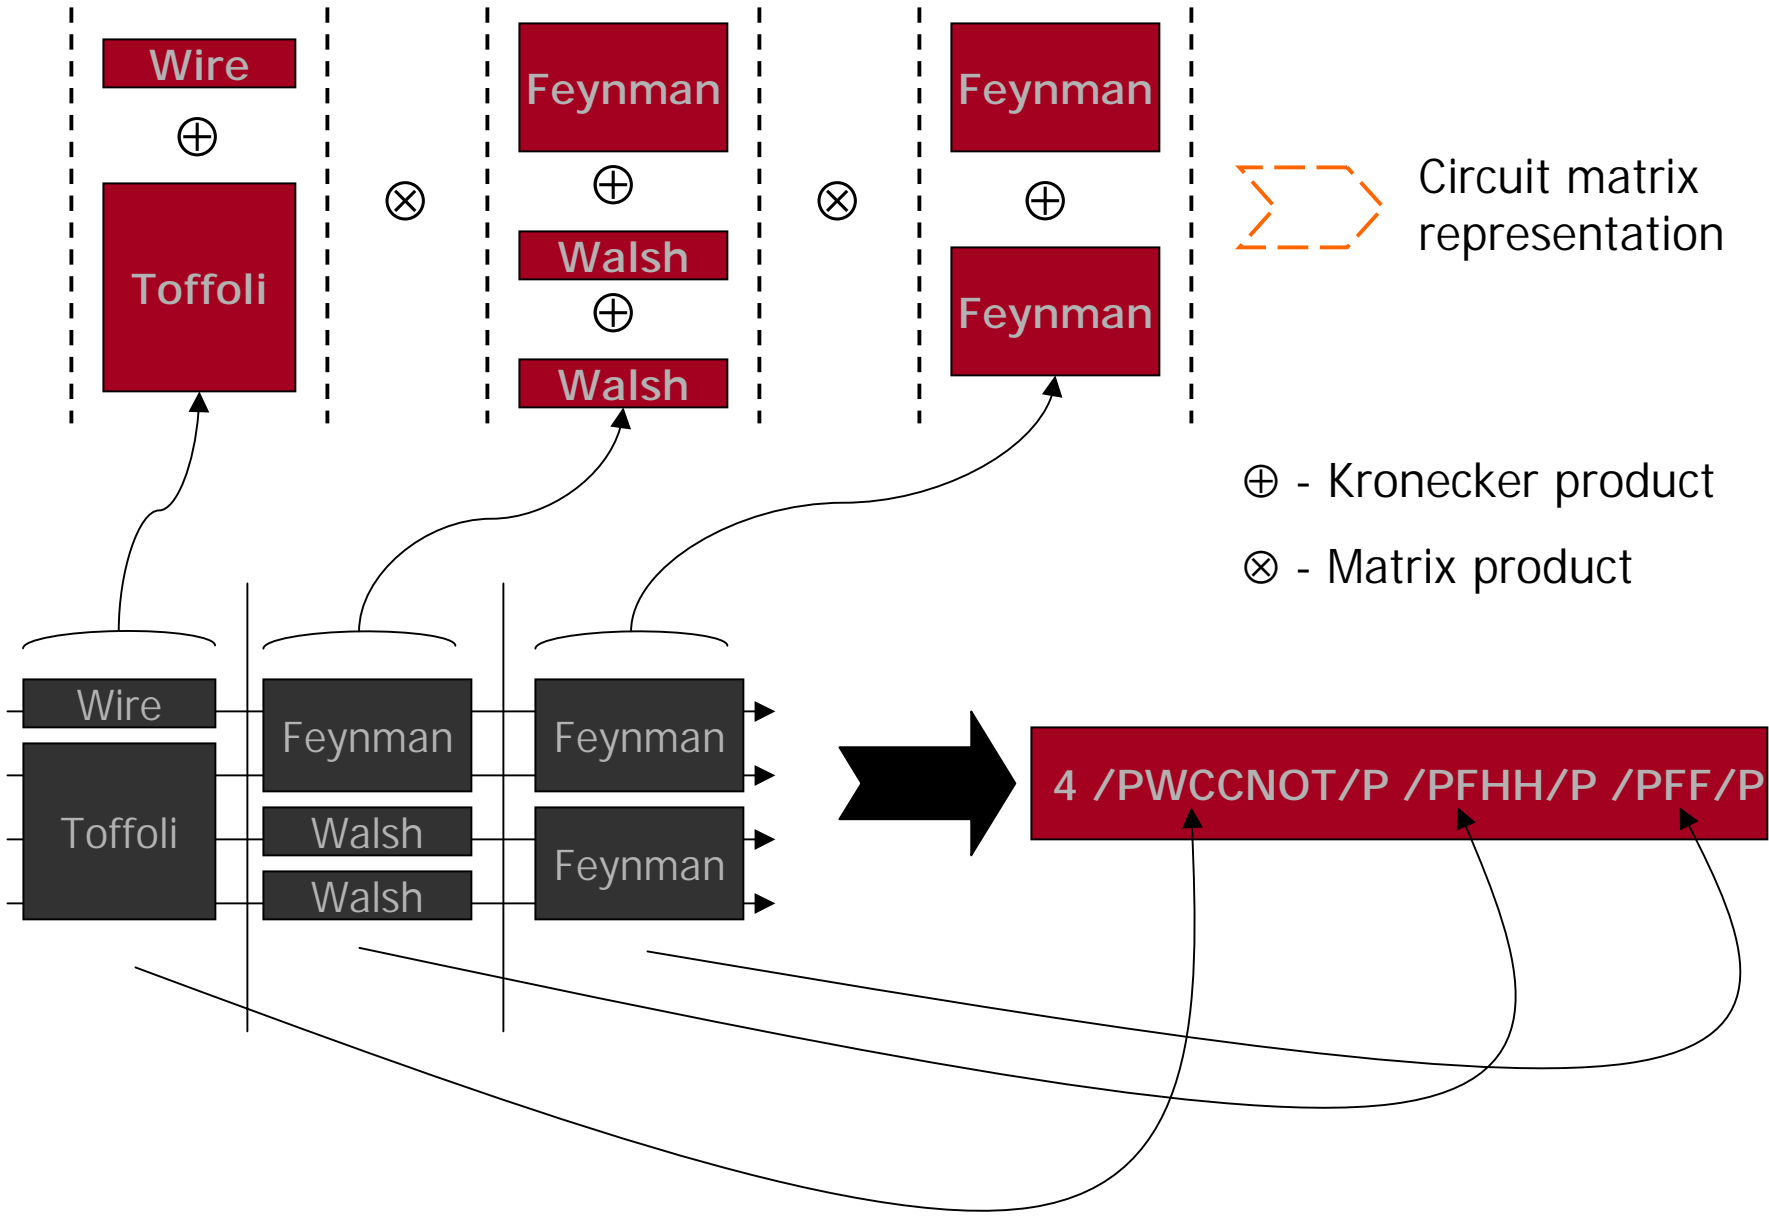 Wire
⊕
Toffoli
⊗
Feynman
⊕
Walsh
⊕
Walsh
⊗
Feynman
⊕
Feynman
Circuit matrix
representation
⊕ - Kronecker product
⊗ - Matrix product
Wire
Toffoli
Feynman
Walsh
Walsh
Feynman
Feynman
4 /PWCCNOT/P /PFHH/P /PFF/P